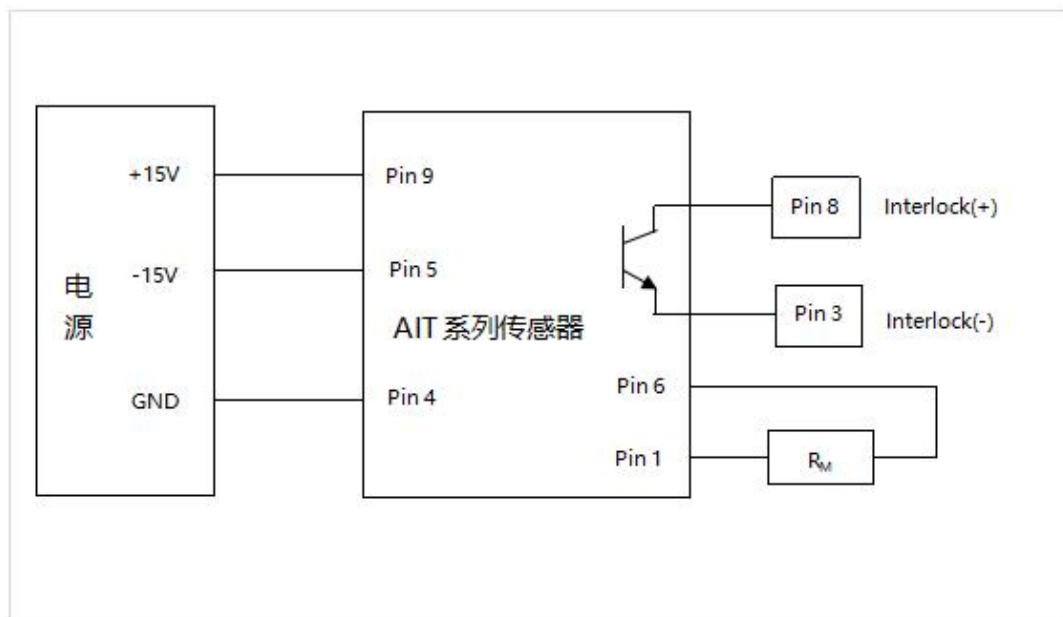 +15V
Pin 9
Pin 8
Interlock(+)
-15V
Pin 5
电
源
AIT 系列传感器
Pin 3
Interlock(-)
GND
Pin 4
Pin 6
Pin 1
RM